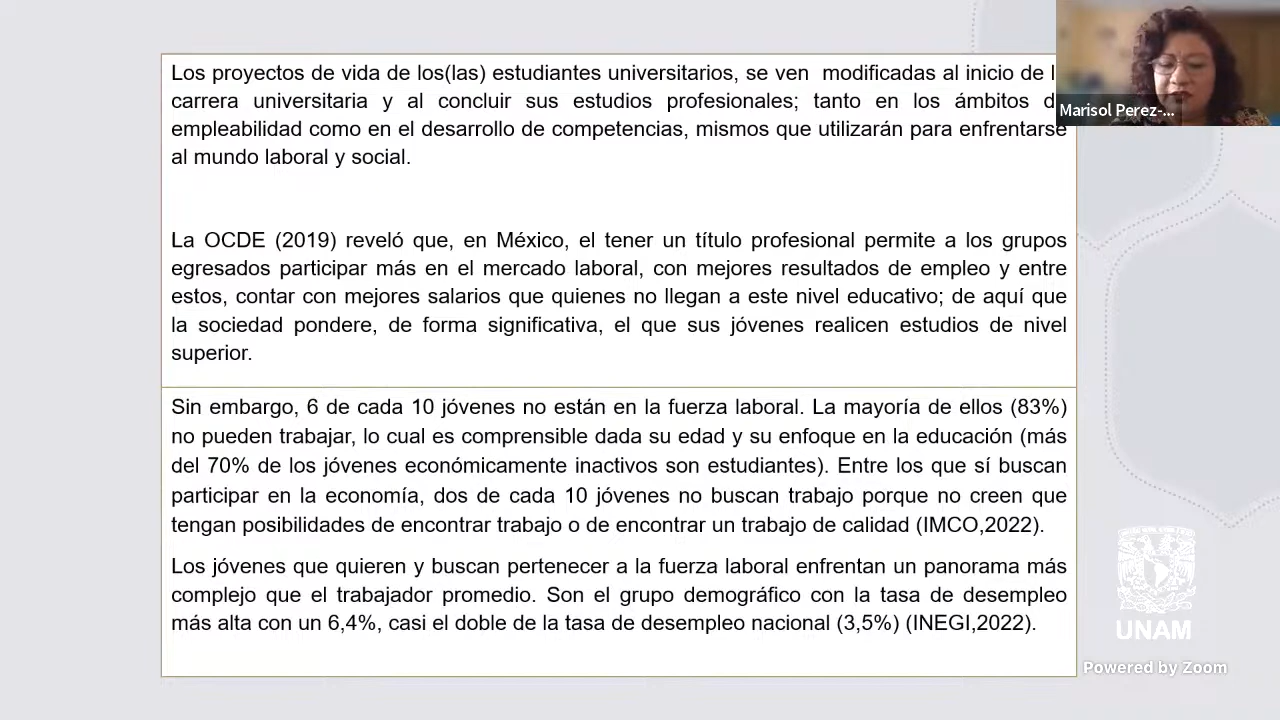 Los proyectos de vida de los(las) estudiantes universitarios, se ven modificadas al inicio de
carrera universitaria y al concluir sus estudios profesionales; tanto en los ámbitos
empleabilidad como en el desarrollo de competencias, mismos que utilizarán para enfrentarse
al mundo laboral y social.
La OCDE (2019) reveló que, en México, el tener un título profesional permite a los grupos
egresados participar más en el mercado laboral, con mejores resultados de empleo y entre
estos, contar con mejores salarios que quienes no llegan a este nivel educativo; de aquí que
la sociedad pondere, de forma significativa, el que sus jóvenes realicen estudios de nivel
superior.
Sin embargo, 6 de cada 10 jóvenes no están en la fuerza laboral. La mayoría de ellos (83%)
no pueden trabajar, lo cual es comprensible dada su edad y su enfoque en la educación (más
del 70% de los jóvenes económicamente inactivos son estudiantes). Entre los que sí buscan
participar en la economía, dos de cada 10 jóvenes no buscan trabajo porque no creen que
tengan posibilidades de encontrar trabajo o de encontrar un trabajo de calidad (IMCO,2022).
Los jóvenes que quieren y buscan pertenecer a la fuerza laboral enfrentan un panorama más
complejo que el trabajador promedio. Son el grupo demográfico con la tasa de desempleo
más alta con un 6,4%, casi el doble de la tasa de desempleo nacional (3,5%) (INEGI,2022).
Marisol Perez-...
UNAM
Powered by Zoom